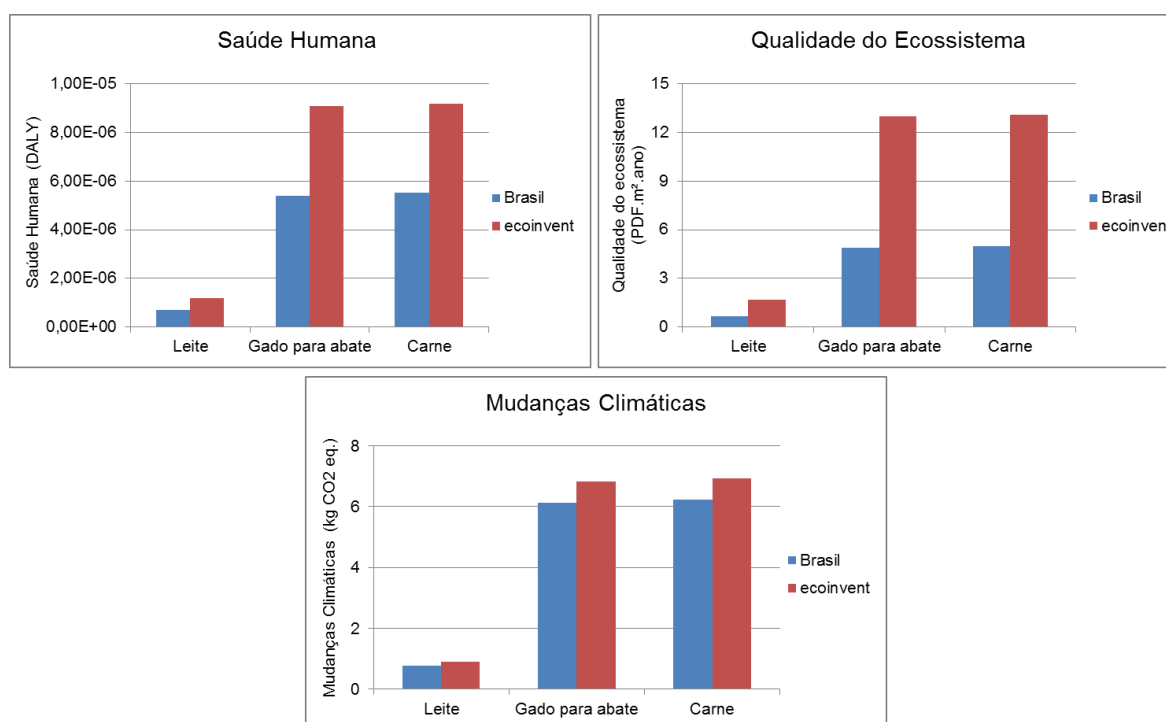 Saúde Humana
Saúde Humana (DALY)
1,00E-05
8,00E-06
6,00E-06
4,00E-06
2,00E-06
0,00E+00
Leite
Gado para abate
Carne
Brasil
ecoinvent
Qualidade do Ecossistema
Qualidade do ecossistema
(PDF.m².ano)
15
12
9
6
3
0
Leite
Gado para abate
Carne
Brasil
ecoinvent
Mudanças Climáticas
Mudanças Climáticas (kg CO2 eq.)
8
6
4
2
0
Leite
Gado para abate
Carne
Brasil
ecoinvent